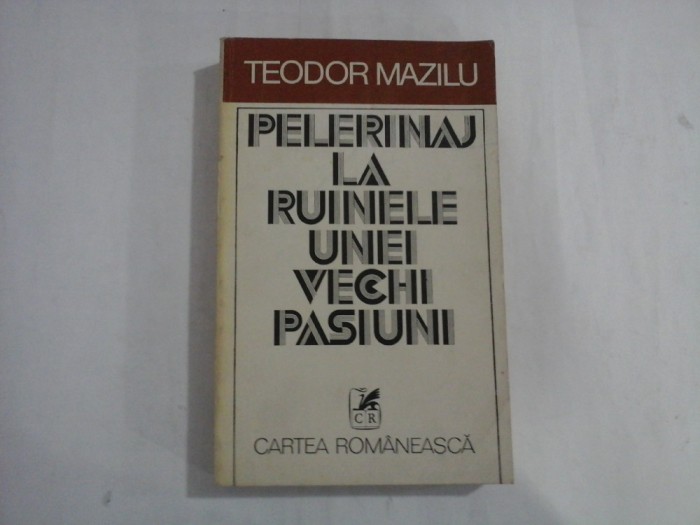 TEODOR MAZILU
PELERINAJ
LA
RUINELE
UNEI
VECHI
PASIUNI
CR
CARTEA ROMÂNEASCĂ